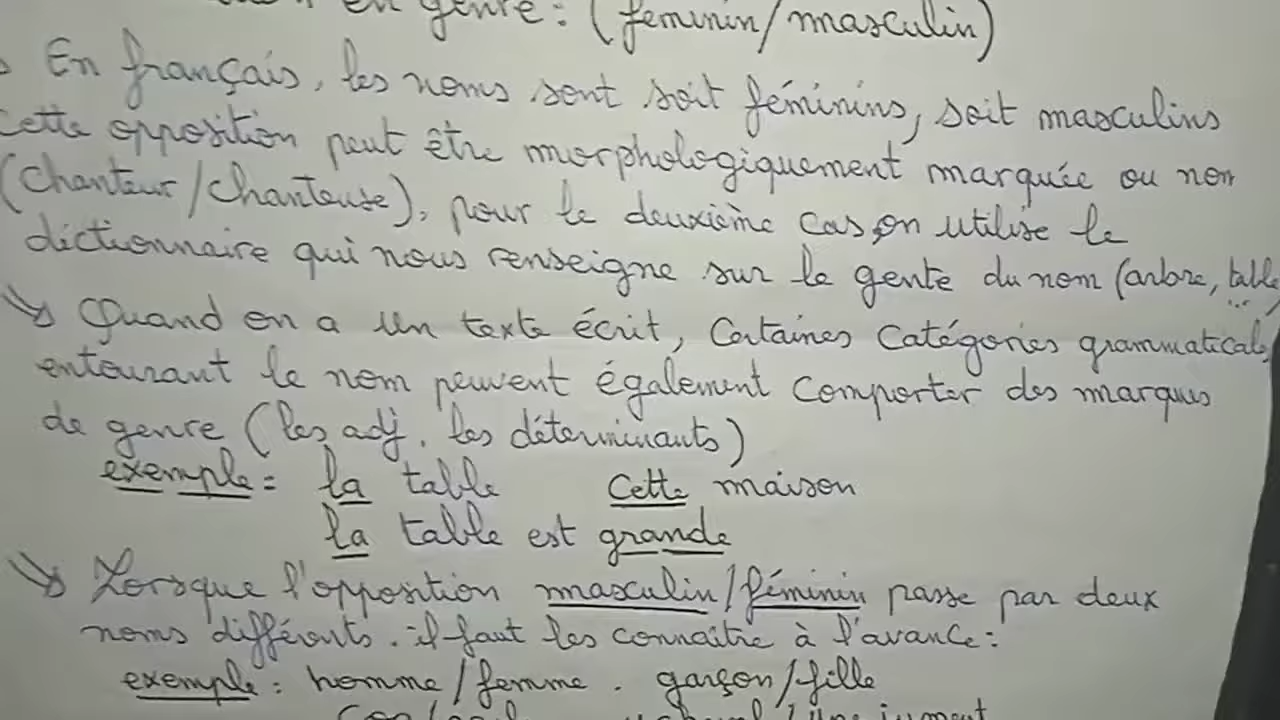 en genre : (féminin/masculin)
En français, les noms sont soit féminins, soit masculins
Cette opposition peut être morphologiquement marquée ou non
(Chanteur/Chanteuse), pour le deuxième cas, on utilise le
dictionnaire qui nous renseigne sur le gente du nom (arbre, table
...)
Quand on a un texte écrit, Certaines Catégories grammaticales
entourant le nom peuvent également Comporter des marques
de genre (les adj. les déterminants)
exemple : la table Cette maison
la table est grande
Lorsque l'opposition masculin/féminin passe par deux
noms différents. il faut les connaître à l'avance :
exemple : homme/femme. garçon/fille
cheval / Une jument